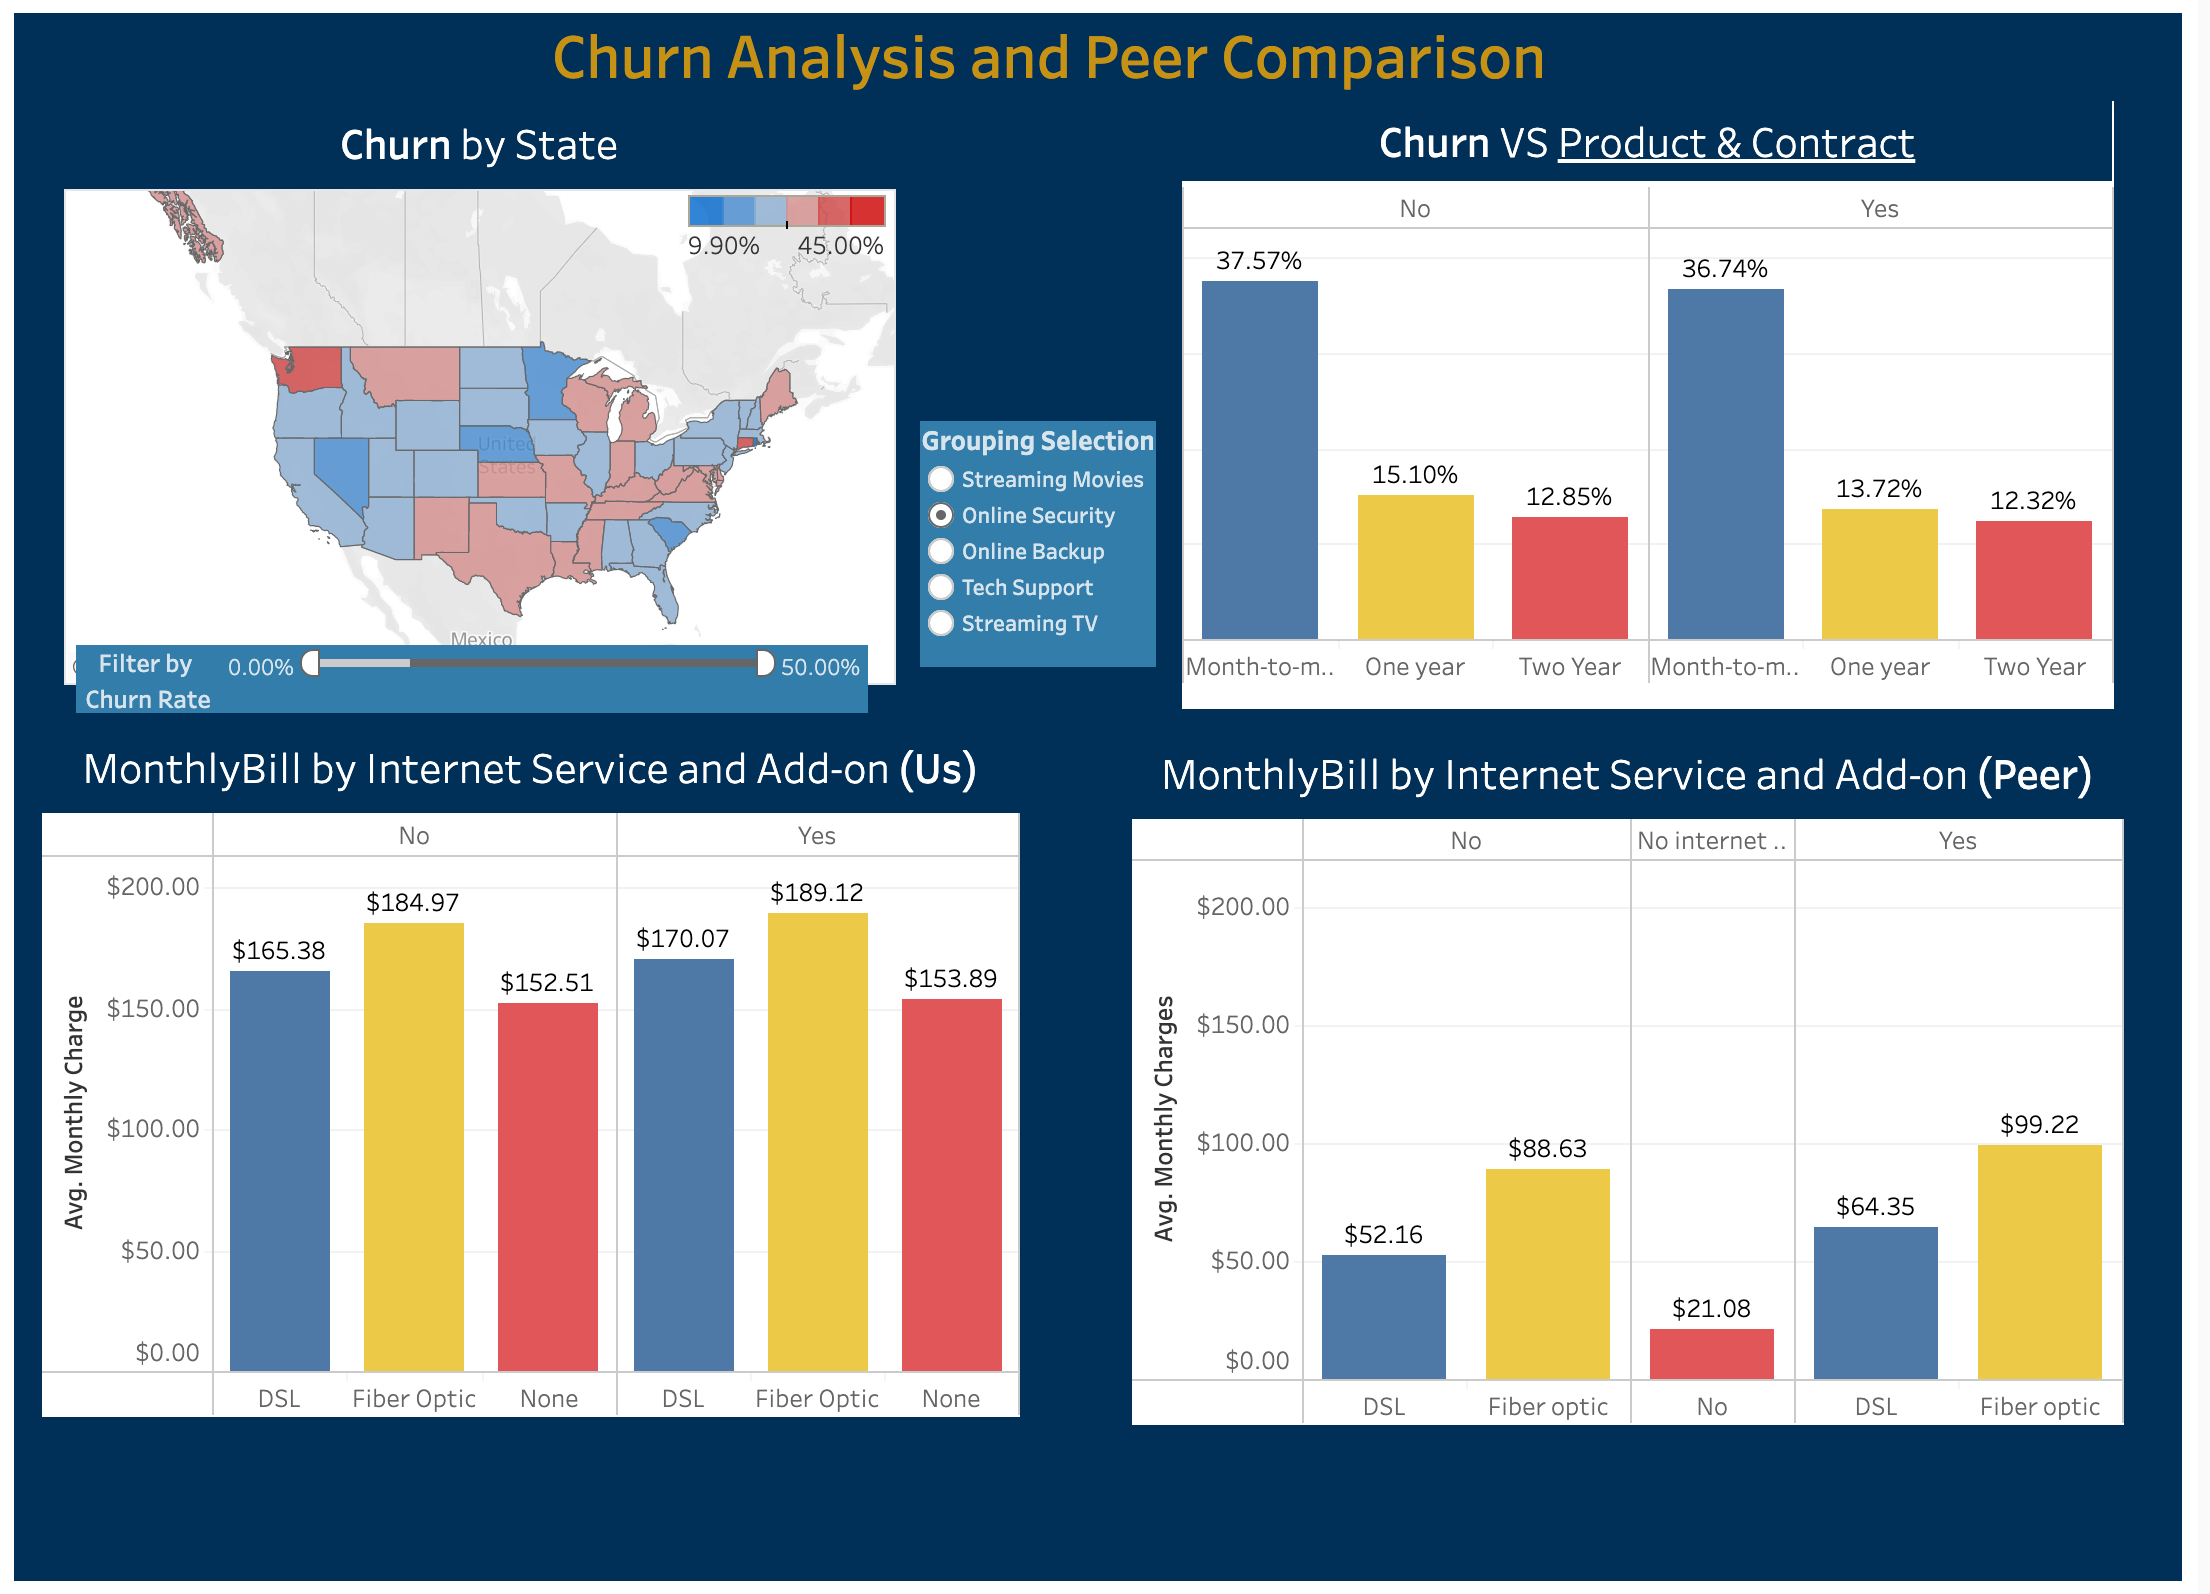 Churn Analysis and Peer Comparison
Churn by State
9.90% 45.00%
United
States
Mexico
Filter by
Churn Rate
0.00% 50.00%
Grouping Selection
Streaming Movies
Online Security
Online Backup
Tech Support
Streaming TV
Churn VS Product & Contract
No Yes
37.57% 15.10% 12.85% 36.74% 13.72% 12.32%
Month-to-m.. One year Two Year Month-to-m.. One year Two Year
MonthlyBill by Internet Service and Add-on (Us)
No Yes
Avg. Monthly Charge
$200.00
$150.00
$100.00
$50.00
$0.00
$165.38 $184.97 $152.51 $170.07 $189.12 $153.89
DSL Fiber Optic None DSL Fiber Optic None
MonthlyBill by Internet Service and Add-on (Peer)
No No internet .. Yes
Avg. Monthly Charges
$200.00
$150.00
$100.00
$50.00
$0.00
$52.16 $88.63 $21.08 $64.35 $99.22
DSL Fiber optic No DSL Fiber optic